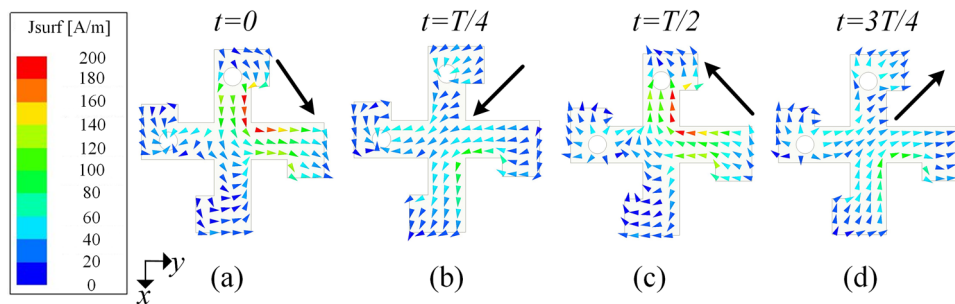 Jsurf [A/m]
200
180
160
140
120
100
80
60
40
20
0
t=0
t=T/4
t=T/2
t=3T/4
y
x
(a)
(b)
(c)
(d)